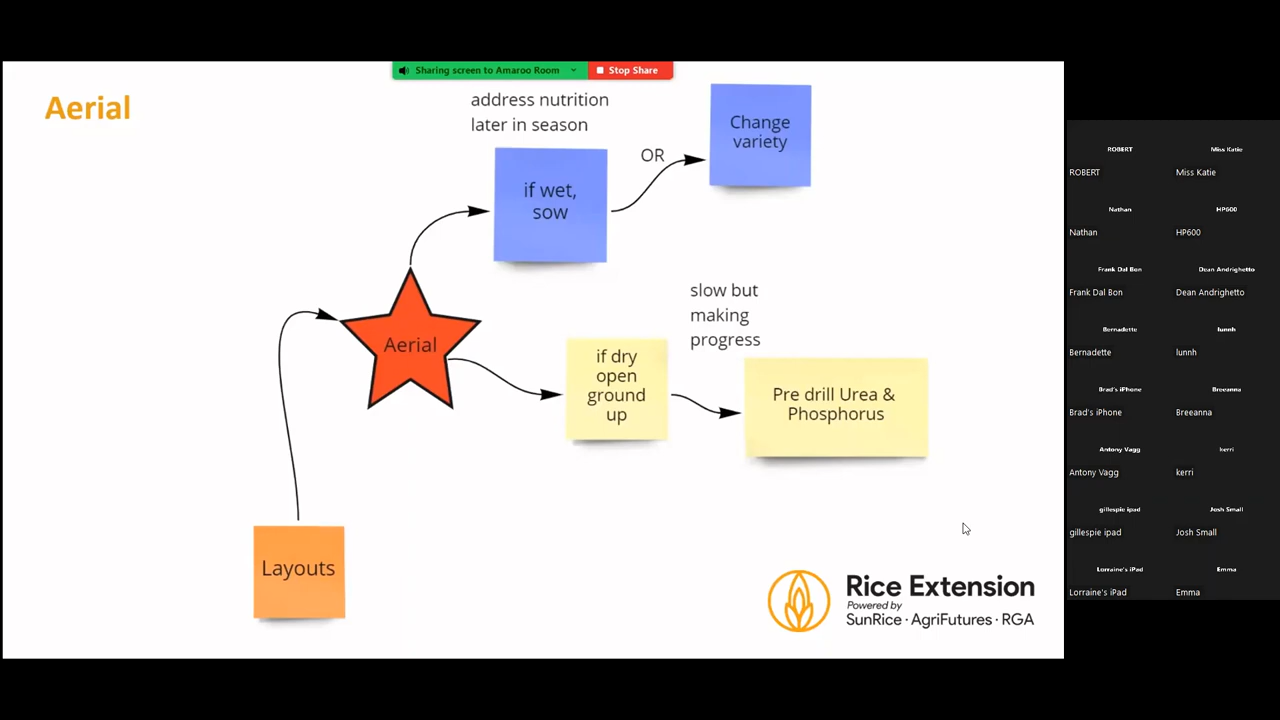 Sharing screen to Amaroo Room
Stop Share
Aerial
address nutrition
later in season
Change
variety
OR
if wet,
sow
slow but
making
progress
Aerial
if dry
open
ground
up
Pre drill Urea &
Phosphorus
Layouts
Rice Extension
Powered by
SunRice · AgriFutures · RGA
ROBERT Miss Katie
ROBERT Miss Katie
Nathan HP600
Nathan HP600
Frank Dal Bon Dean Andrighetto
Frank Dal Bon Dean Andrighetto
Bernadette lunnh
Bernadette lunnh
Brad's iPhone Breeanna
Brad's iPhone Breeanna
Antony Vagg kerri
Antony Vagg kerri
gillespie ipad Josh Small
gillespie ipad Josh Small
Lorraine's iPad Emma
Lorraine's iPad Emma